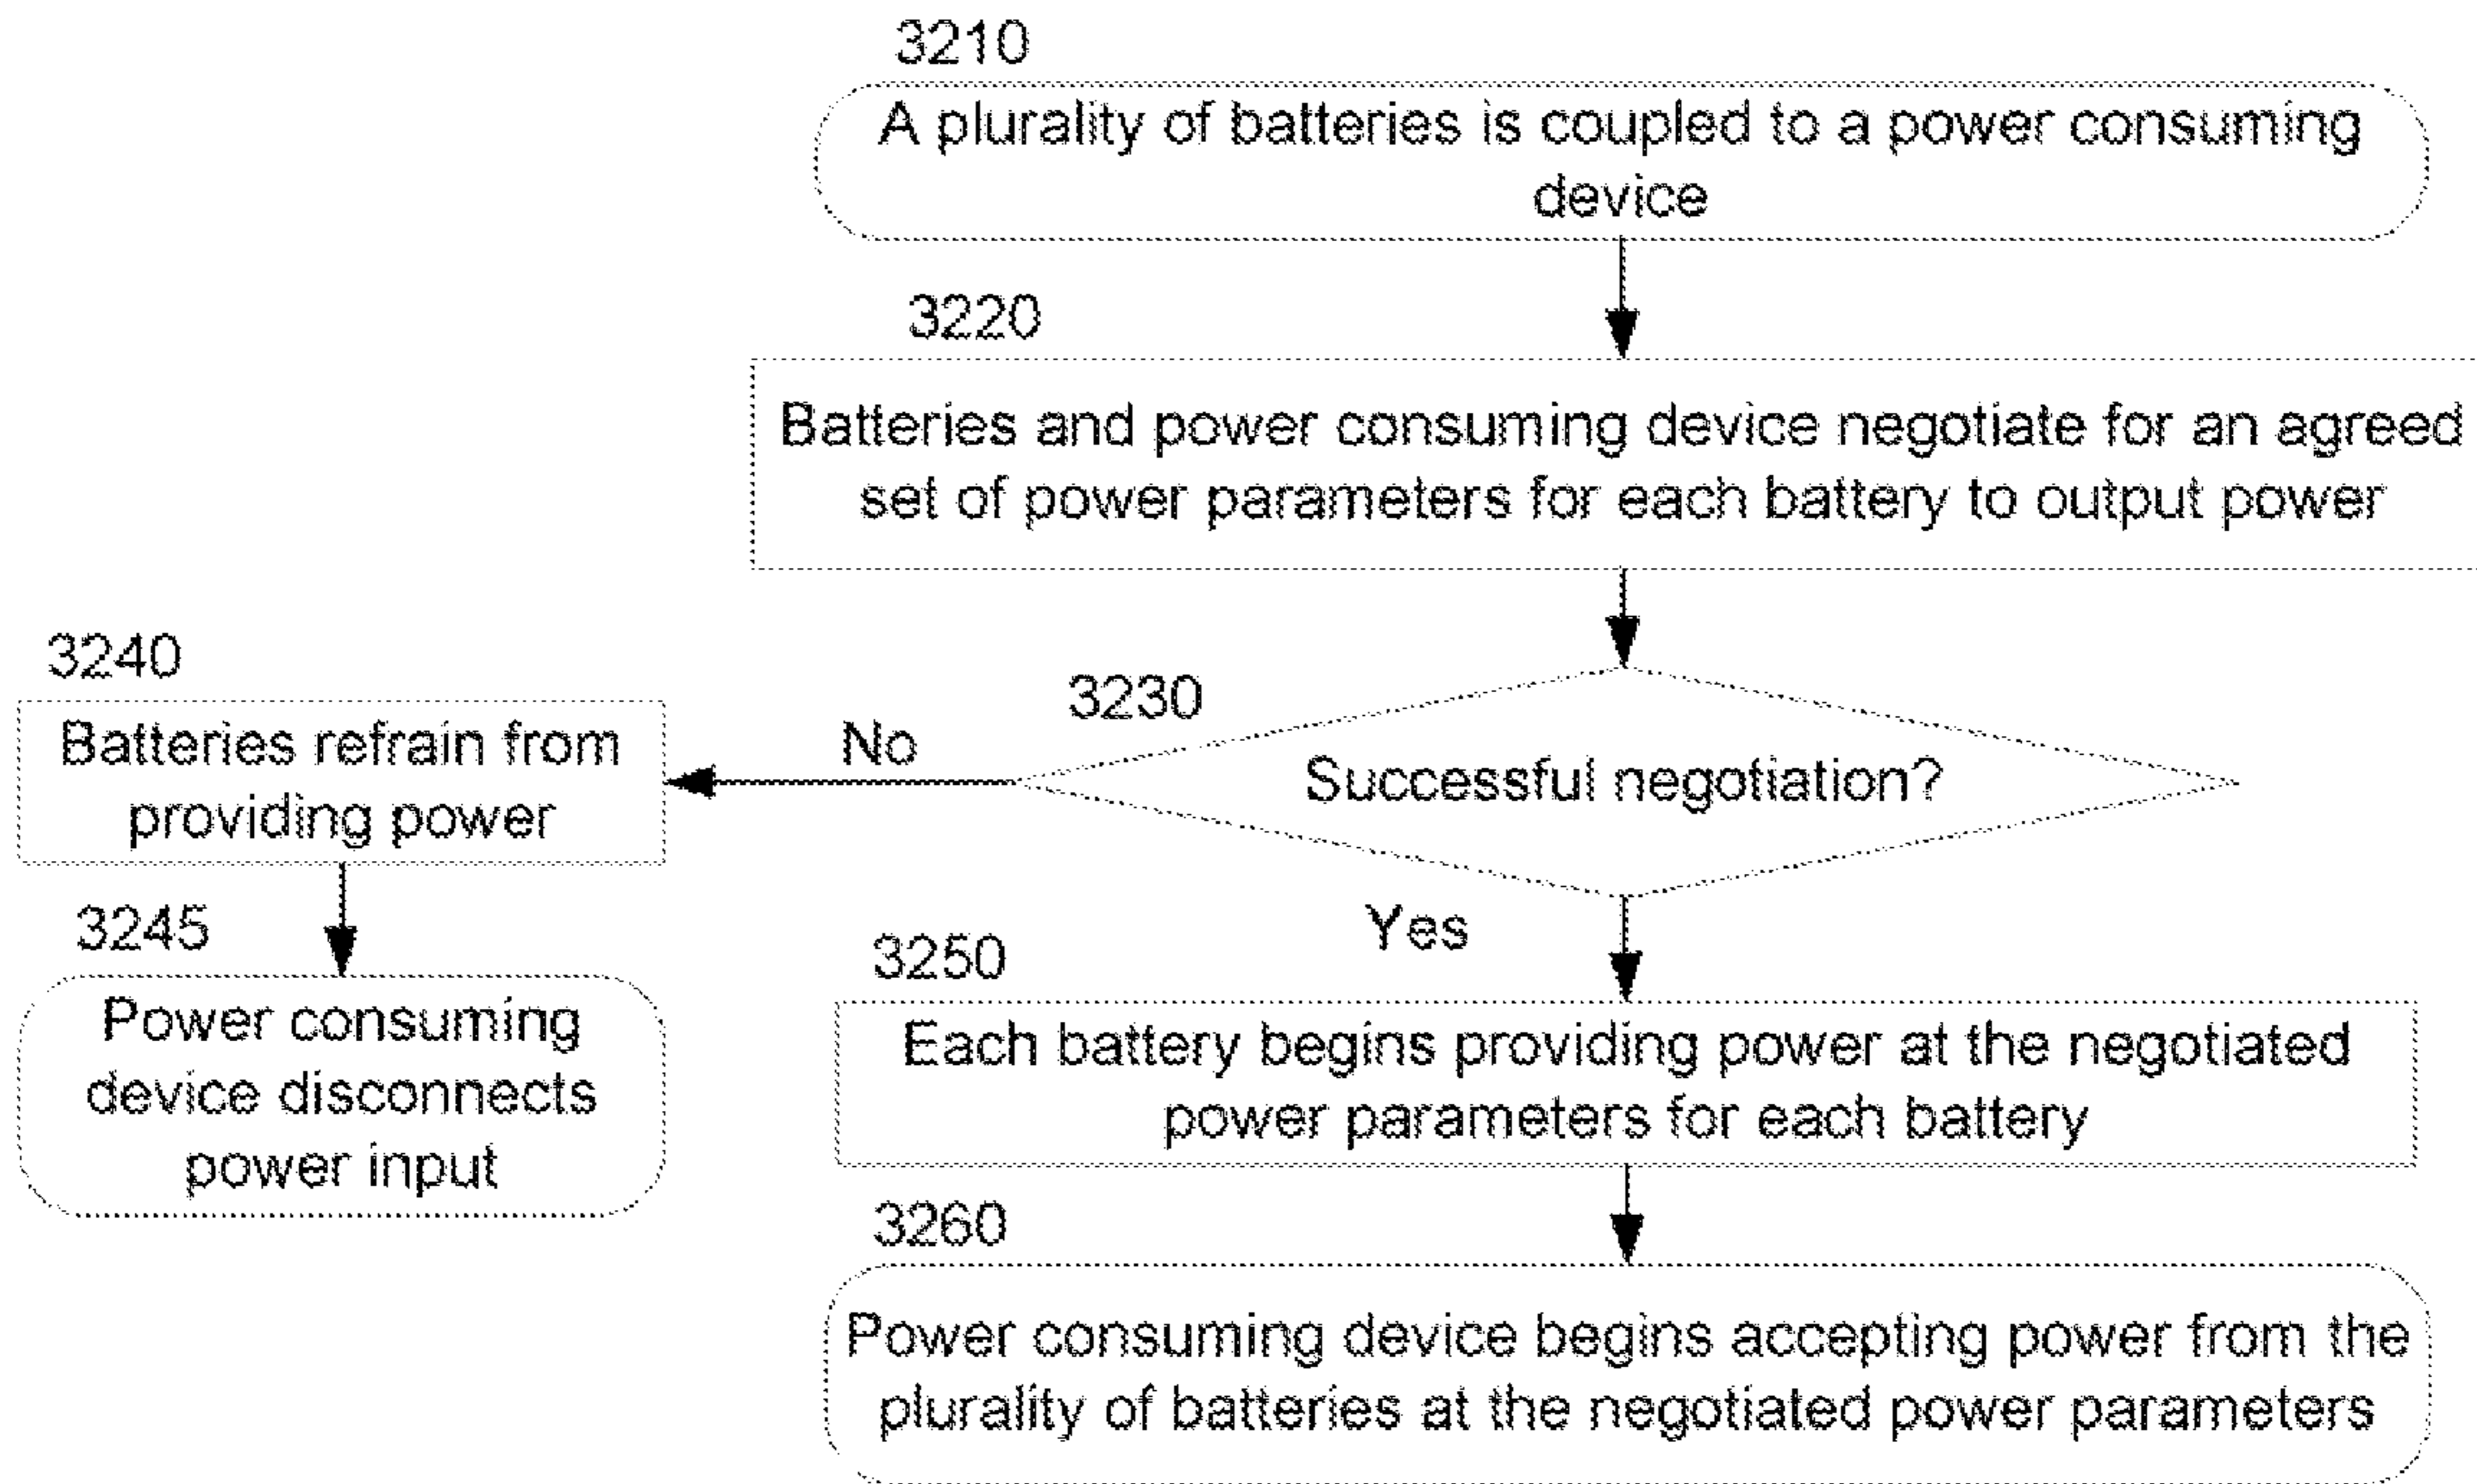 3210
A plurality of batteries is coupled to a power consuming
device
3220
Batteries and power consuming device negotiate for an agreed
set of power parameters for each battery to output power
3230
Successful negotiation?
No
3240
Batteries refrain from
providing power
3245
Power consuming
device disconnects
power input
Yes
3250
Each battery begins providing power at the negotiated
power parameters for each battery
3260
Power consuming device begins accepting power from the
plurality of batteries at the negotiated power parameters